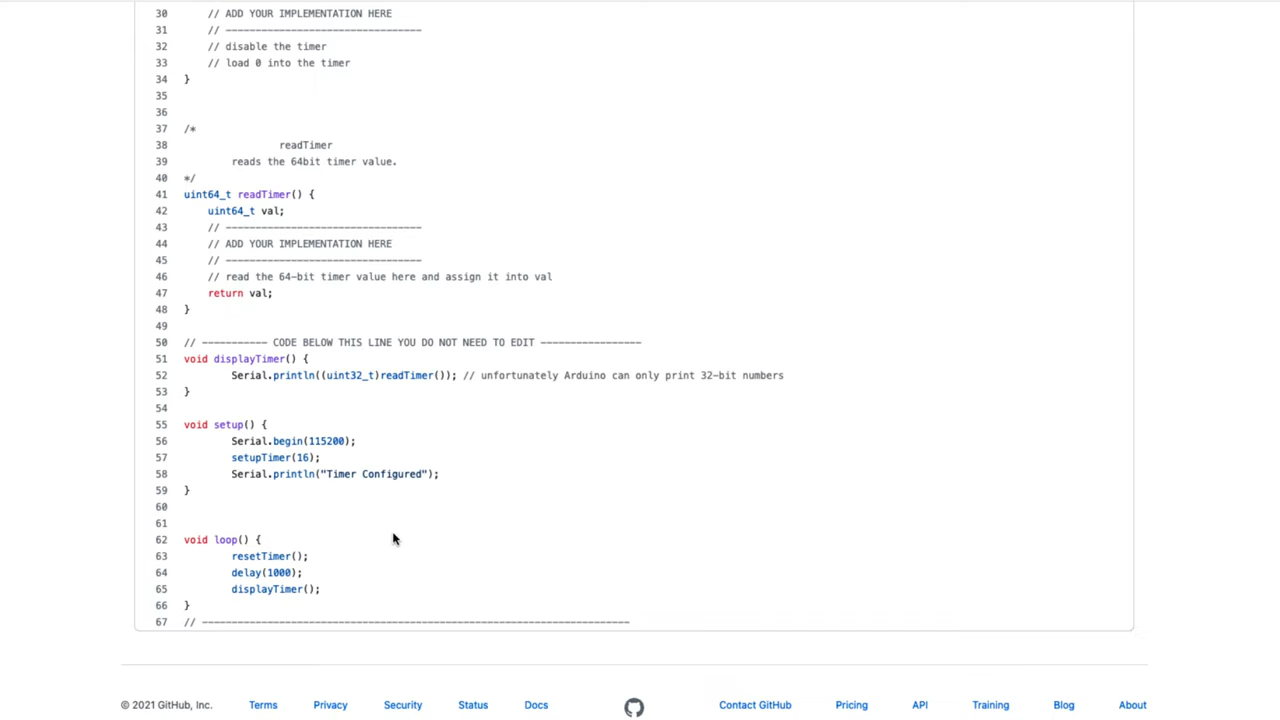 30 // ADD YOUR IMPLEMENTATION HERE
31 // ---------------------------------
32 // disable the timer
33 // load 0 into the timer
34 }
35
36
37 /*
38 readTimer
39 reads the 64bit timer value.
40 */
41 uint64_t readTimer() {
42 uint64_t val;
43 // ---------------------------------
44 // ADD YOUR IMPLEMENTATION HERE
45 // ---------------------------------
46 // read the 64-bit timer value here and assign it into val
47 return val;
48 }
49
50 // ----------- CODE BELOW THIS LINE YOU DO NOT NEED TO EDIT ----------------
51 void displayTimer() {
52 Serial.println((uint32_t)readTimer()); // unfortunately Arduino can only print 32-bit numbers
53 }
54
55 void setup() {
56 Serial.begin(115200);
57 setupTimer(16);
58 Serial.println("Timer Configured");
59 }
60
61
62 void loop() {
63 resetTimer();
64 delay(1000);
65 displayTimer();
66 }
67 // ------------------------------------------------------------------------
© 2021 GitHub, Inc. Terms Privacy Security Status Docs Contact GitHub Pricing API Training Blog About